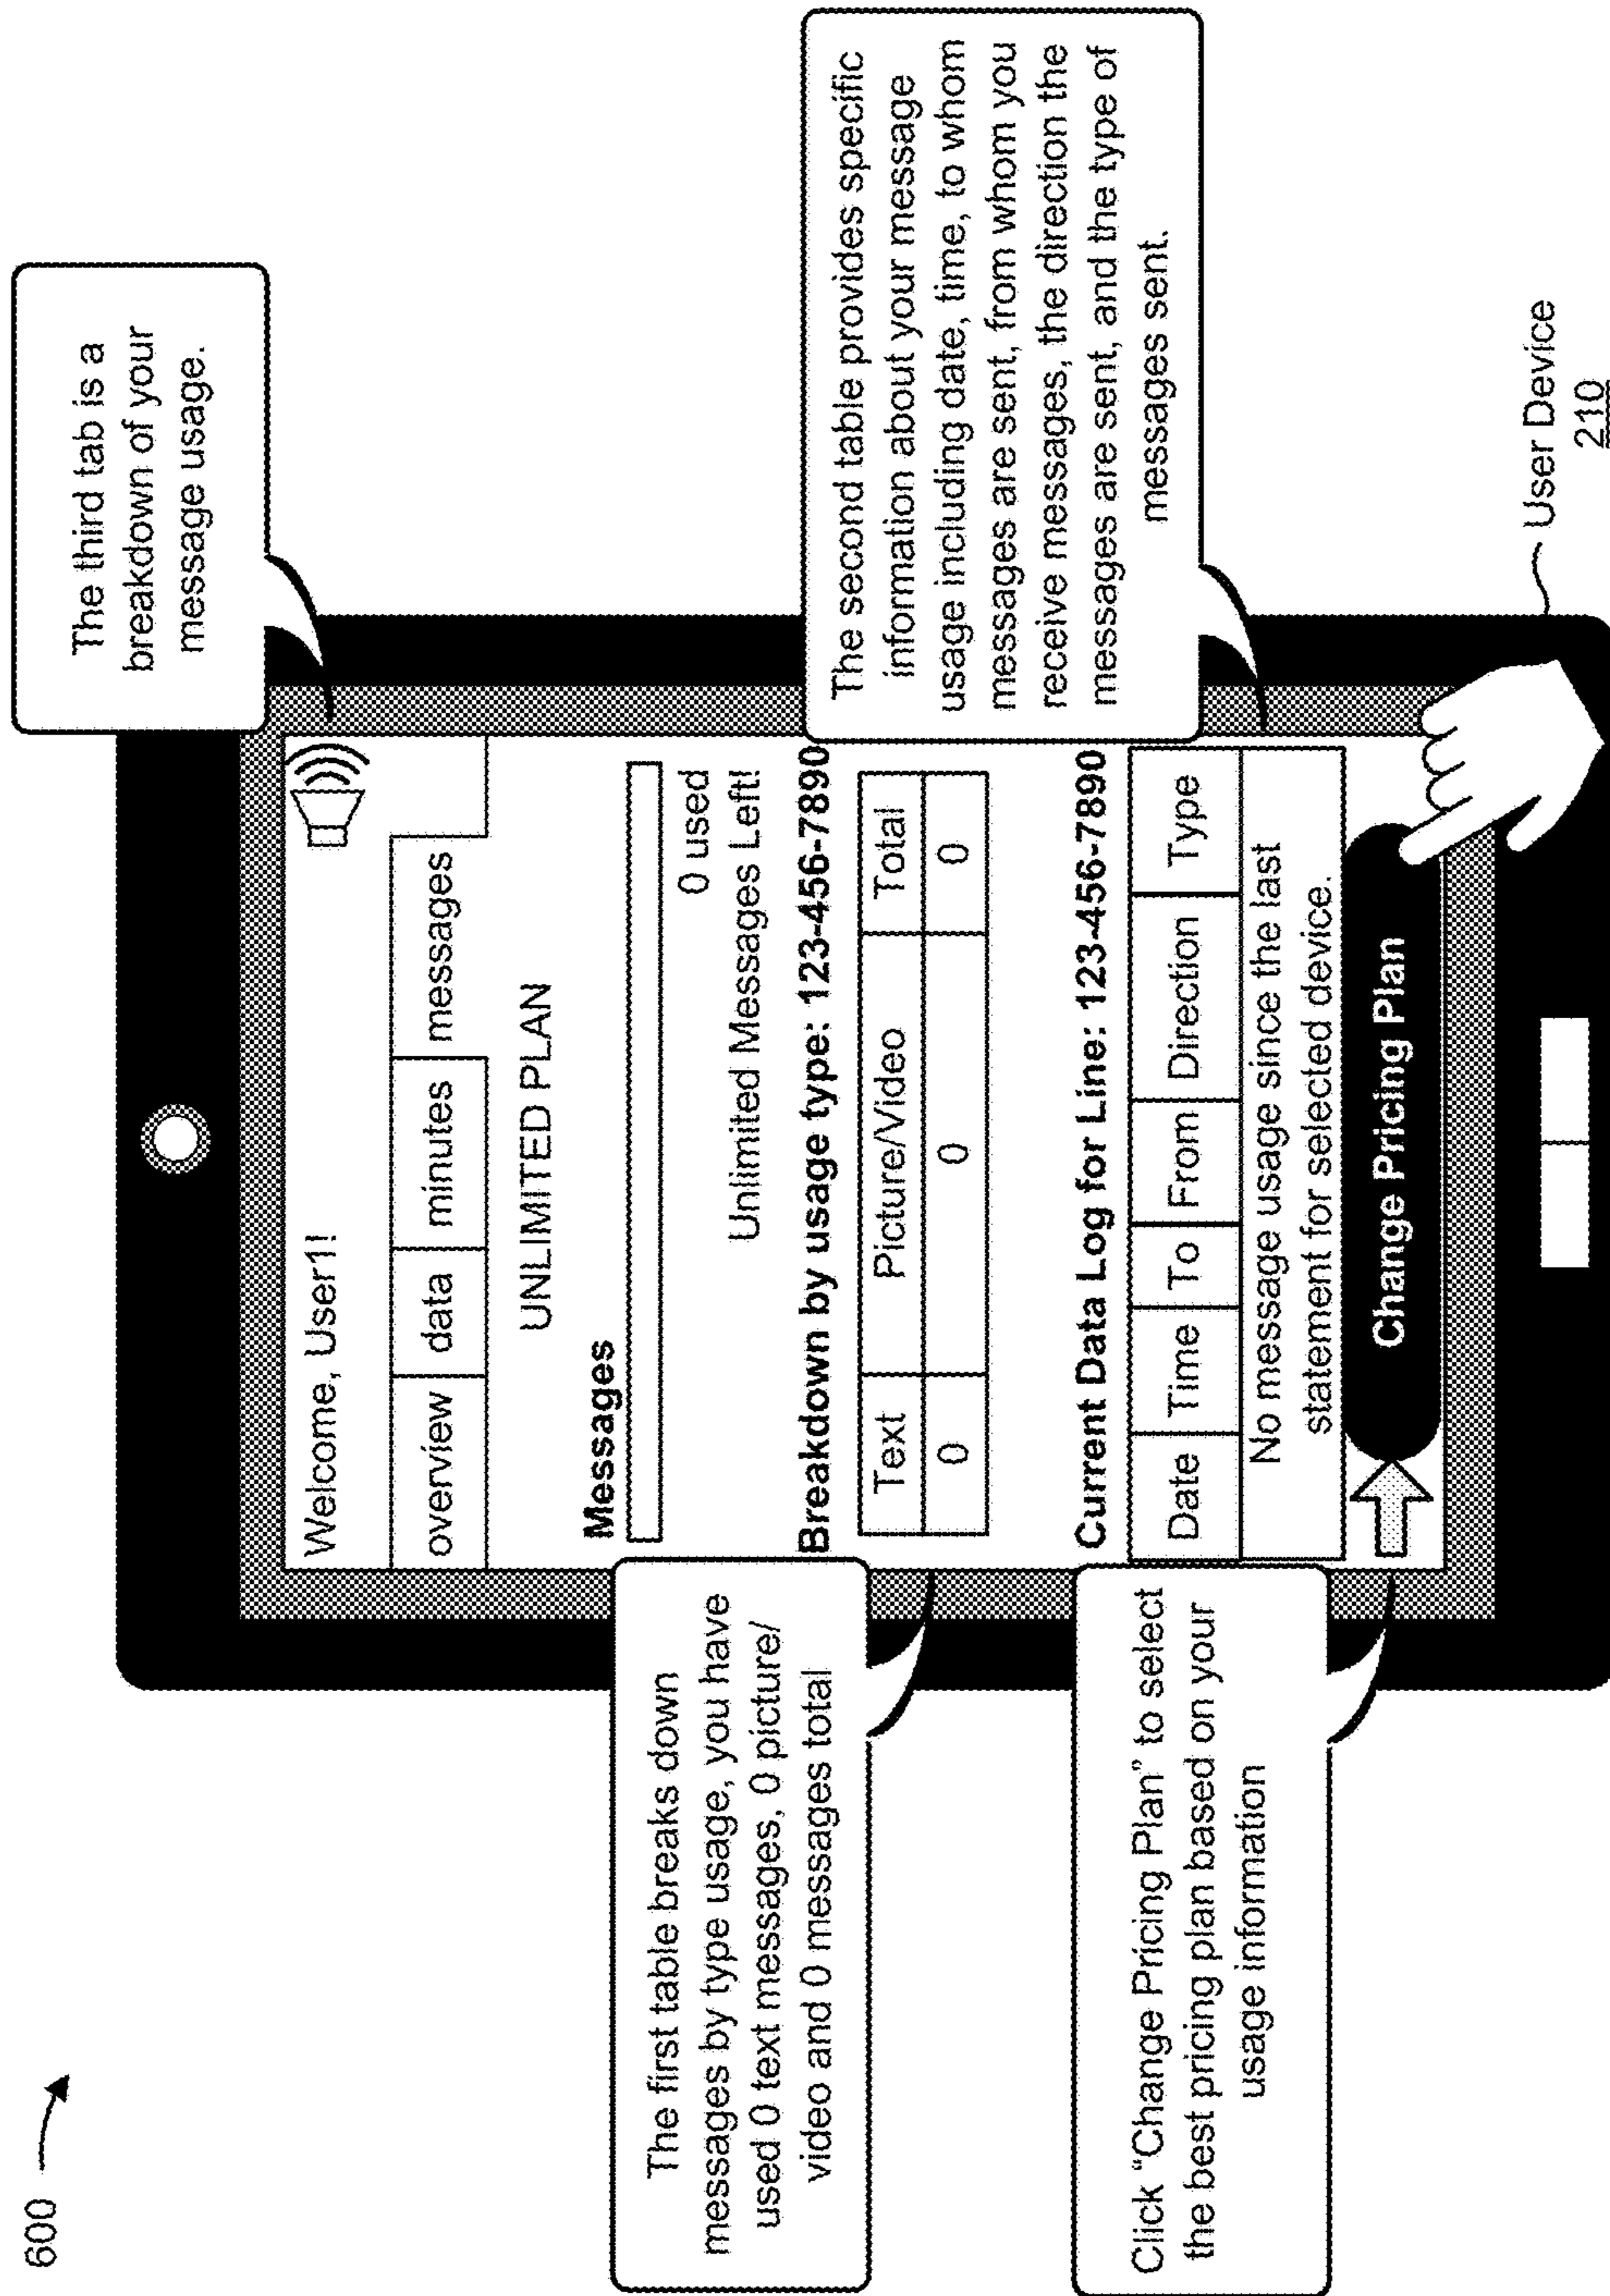 600
The third tab is a
breakdown of your
message usage.
Welcome, User1!
overview data minutes messages
UNLIMITED PLAN
Messages
0 used
Unlimited Messages Left!
The first table breaks down
messages by type usage, you have
used 0 text messages, 0 picture/
video and 0 messages total
Breakdown by usage type: 123-456-7890
Text Picture/Video Total
0 0 0
The second table provides specific
information about your message
usage including date, time, to whom
messages are sent, from whom you
receive messages, the direction the
messages are sent, and the type of
messages sent.
Current Data Log for Line: 123-456-7890
Date Time To From Direction Type
No message usage since the last
statement for selected device.
Click "Change Pricing Plan" to select
the best pricing plan based on your
usage information
Change Pricing Plan
User Device
210